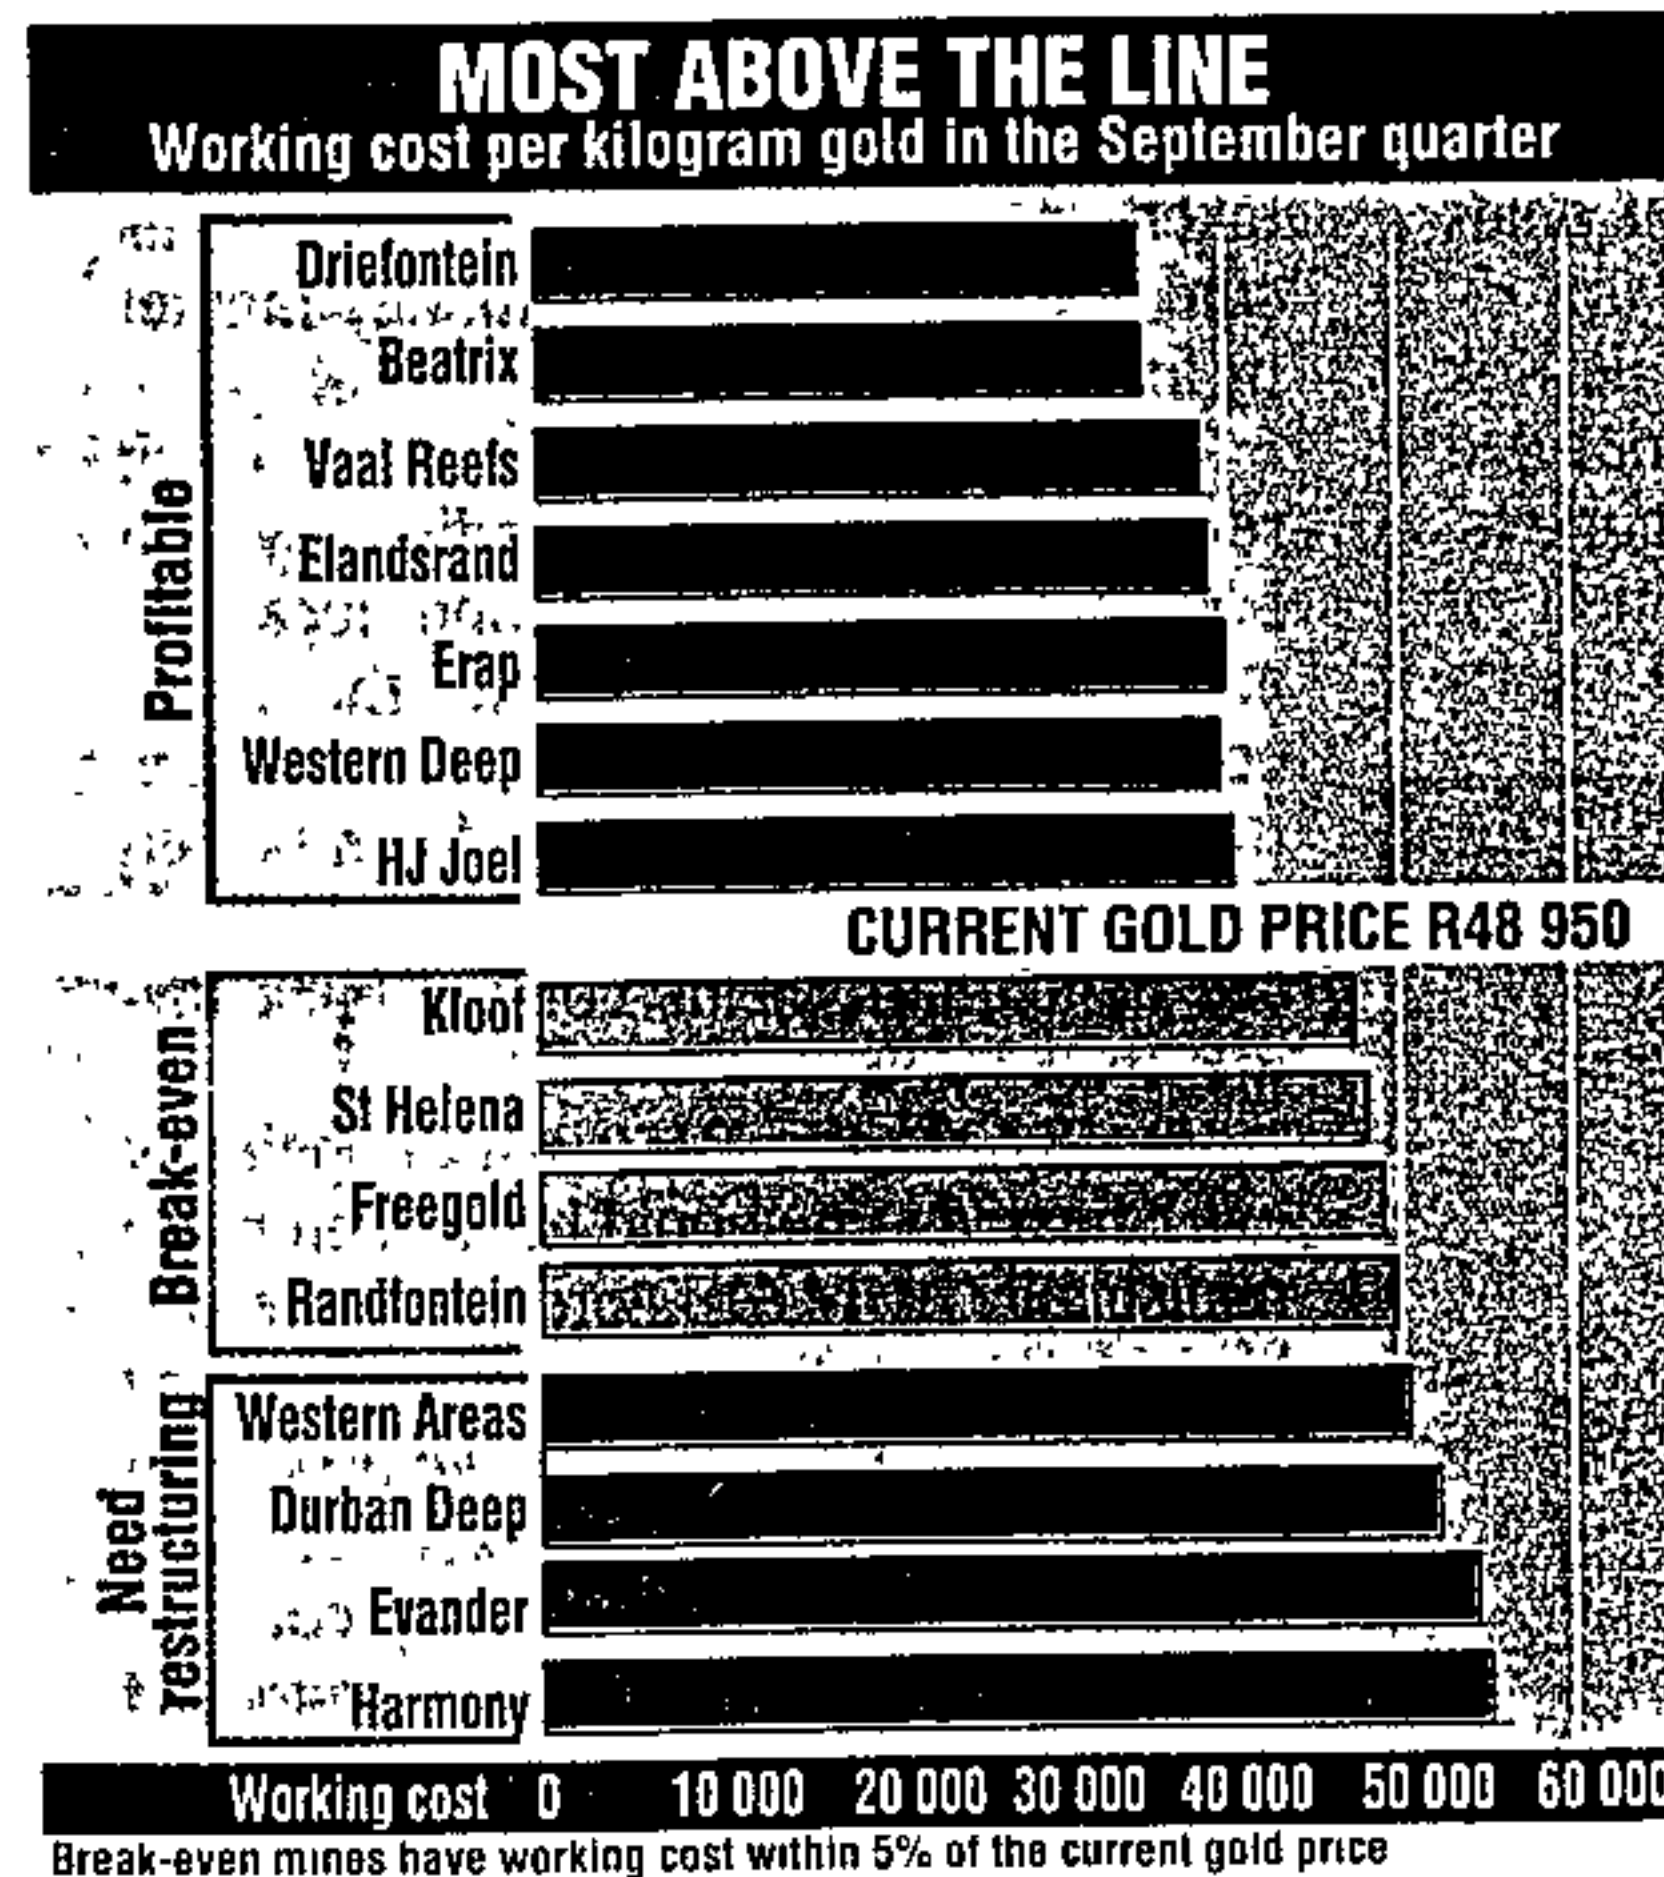 MOST ABOVE THE LINE
Working cost per kilogram gold in the September quarter
Profitable
Driefontein
Beatrix
Vaal Reefs
Elandsrand
Erap
Western Deep
HJ Joel
CURRENT GOLD PRICE R48 950
Break-even
Kloof
St Helena
Freegold
Randfontein
Need
restructuring
Western Areas
Durban Deep
Evander
Harmony
Working cost 0 10 000 20 000 30 000 40 000 50 000 60 000
Break-even mines have working cost within 5% of the current gold price